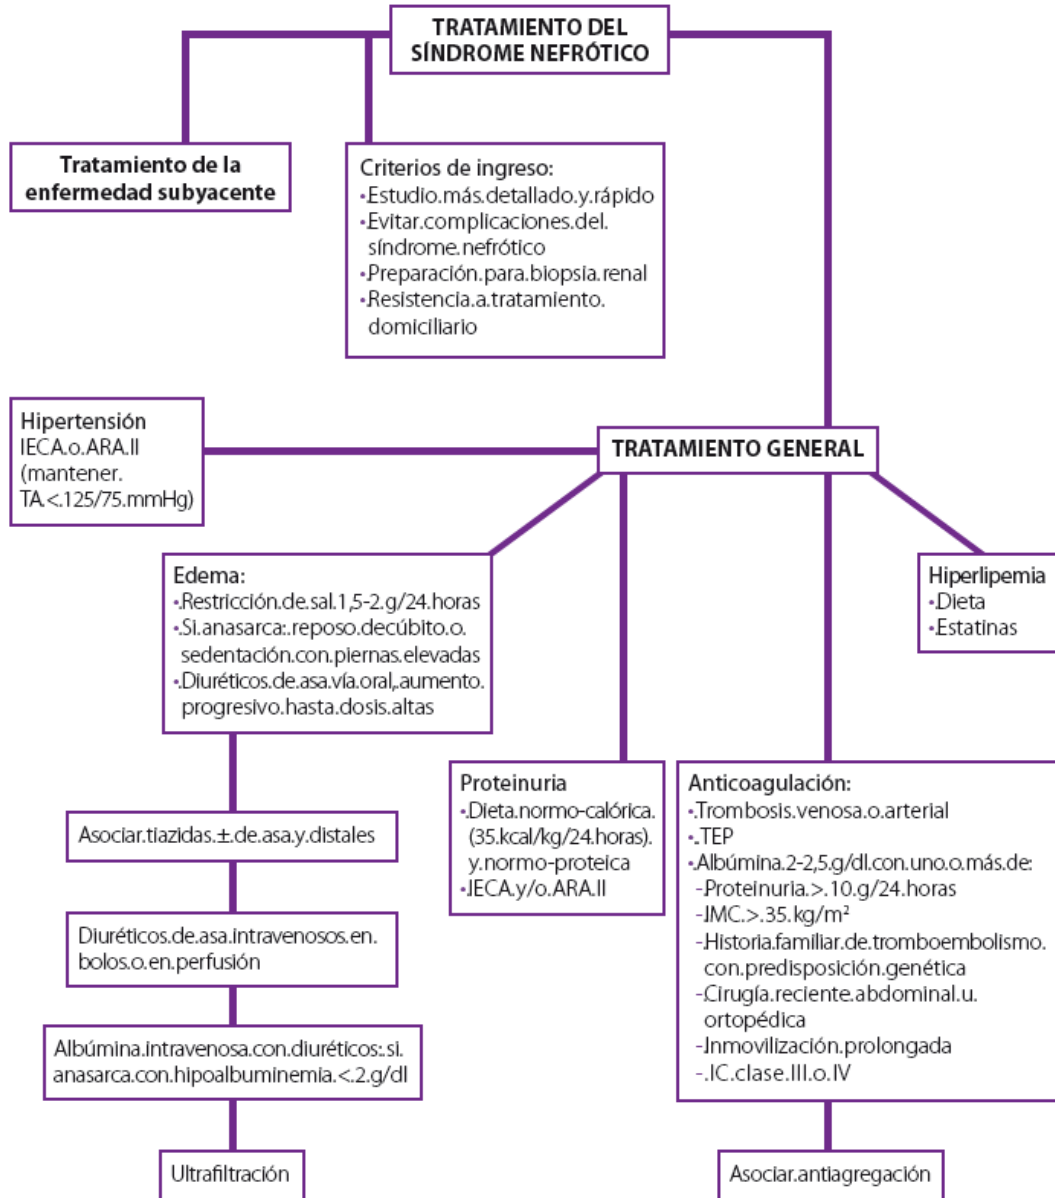 TRATAMIENTO DEL
SÍNDROME NEFRÓTICO
Tratamiento de la
enfermedad subyacente
Criterios de ingreso:
•.Estudio.más.detallado.y.rápido
•.Evitar.complicaciones.del.
síndrome.nefrótico
•.Preparación.para.biopsia.renal
•.Resistencia.a.tratamiento.
domiciliario
Hipertensión
IECA.o.ARA.II
(mantener.
TA.<.125/75.mmHg)
TRATAMIENTO GENERAL
Edema:
•.Restricción.de.sal.1,5-2.g/24.horas
•.Si.anasarca:.reposo.decúbito.o.
sedentación.con.piernas.elevadas
•.Diuréticos.de.asa.vía.oral,.aumento.
progresivo.hasta.dosis.altas
Hiperlipemia
•.Dieta
•.Estatinas
Asociar.tiazidas.±.de.asa.y.distales
Diuréticos.de.asa.intravenosos.en.
bolos.o.en.perfusión
Albúmina.intravenosa.con.diuréticos:.si.
anasarca.con.hipoalbuminemia.<.2.g/dl
Ultrafiltración
Proteinuria
•.Dieta.normo-calórica.
(35.kcal/kg/24.horas).
y.normo-proteica
•.IECA.y/o.ARA.II
Anticoagulación:
•.Trombosis.venosa.o.arterial
•.TEP
•.Albúmina.2-2,5.g/dl.con.uno.o.más.de:
-.Proteinuria.>.10.g/24.horas
-.IMC.>.35.kg/m²
-.Historia.familiar.de.tromboembolismo.
con.predisposición.genética
-.Cirugía.reciente.abdominal.u.
ortopédica
-.Inmovilización.prolongada
-.IC.clase.III.o.IV
Asociar.antiagregación